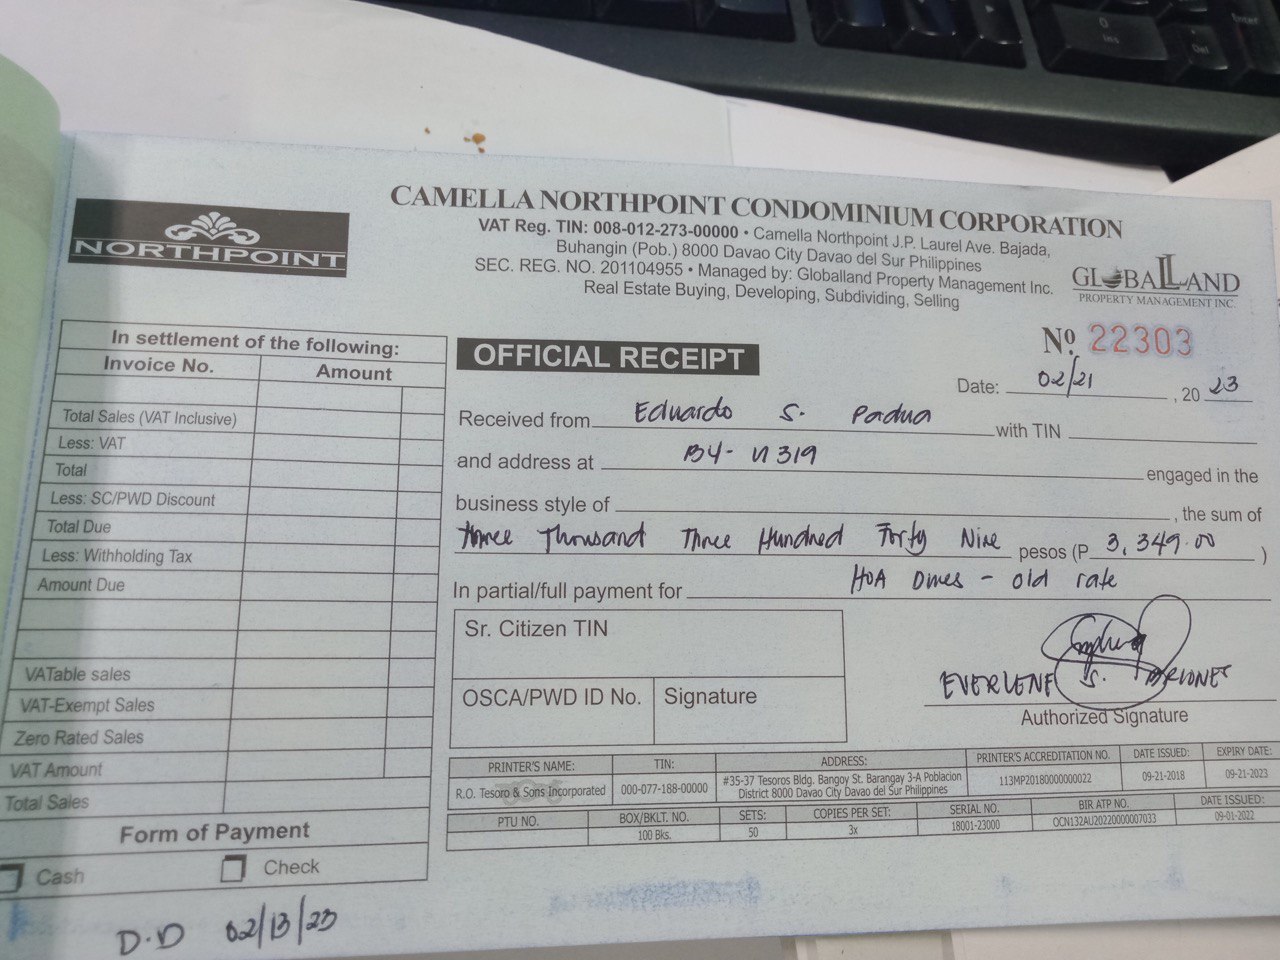 CAMELLA NORTHPOINT CONDOMINIUM CORPORATION
VAT Reg. TIN: 008-012-273-00000 • Camella Northpoint J.P. Laurel Ave. Bajada,
Buhangin (Pob.) 8000 Davao City Davao del Sur Philippines
SEC. REG. NO. 201104955 • Managed by: Globalland Property Management Inc.
Real Estate Buying, Developing, Subdividing, Selling
NORTHPOINT
GLOBALLAND
PROPERTY MANAGEMENT INC.
In settlement of the following:
Invoice No. Amount
Total Sales (VAT Inclusive)
Less: VAT
Total
Less: SC/PWD Discount
Total Due
Less: Withholding Tax
Amount Due
VATable sales
VAT-Exempt Sales
Zero Rated Sales
VAT Amount
Total Sales
Form of Payment
Cash Check
D.D 02/13/23
OFFICIAL RECEIPT
№ 22303
Date: 02/21, 20 23
Received from Eduardo S. Padua with TIN
and address at B4- U319 engaged in the
business style of , the sum of
Three Thousand Three Hundred Forty Nine pesos (P 3,349.00 )
In partial/full payment for HOA Dues - old rate
Sr. Citizen TIN
OSCA/PWD ID No. Signature
EVERLENE S. BRIONES
Authorized Signature
PRINTER'S NAME: TIN: ADDRESS: PRINTER'S ACCREDITATION NO. DATE ISSUED: EXPIRY DATE:
R.O. Tesoro & Sons Incorporated 000-077-188-00000 #35-37 Tesoros Bldg. Bangoy St. Barangay 3-A Poblacion District 8000 Davao City Davao del Sur Philippines 113MP20180000000022 09-21-2018 09-21-2023
PTU NO. BOX/BKLT. NO. SETS: COPIES PER SET: SERIAL NO. BIR ATP NO. DATE ISSUED:
100 Bks. 50 3x 18001-23000 OCN132AU20220000007033 09-01-2022
0
Ins
Del
Enter